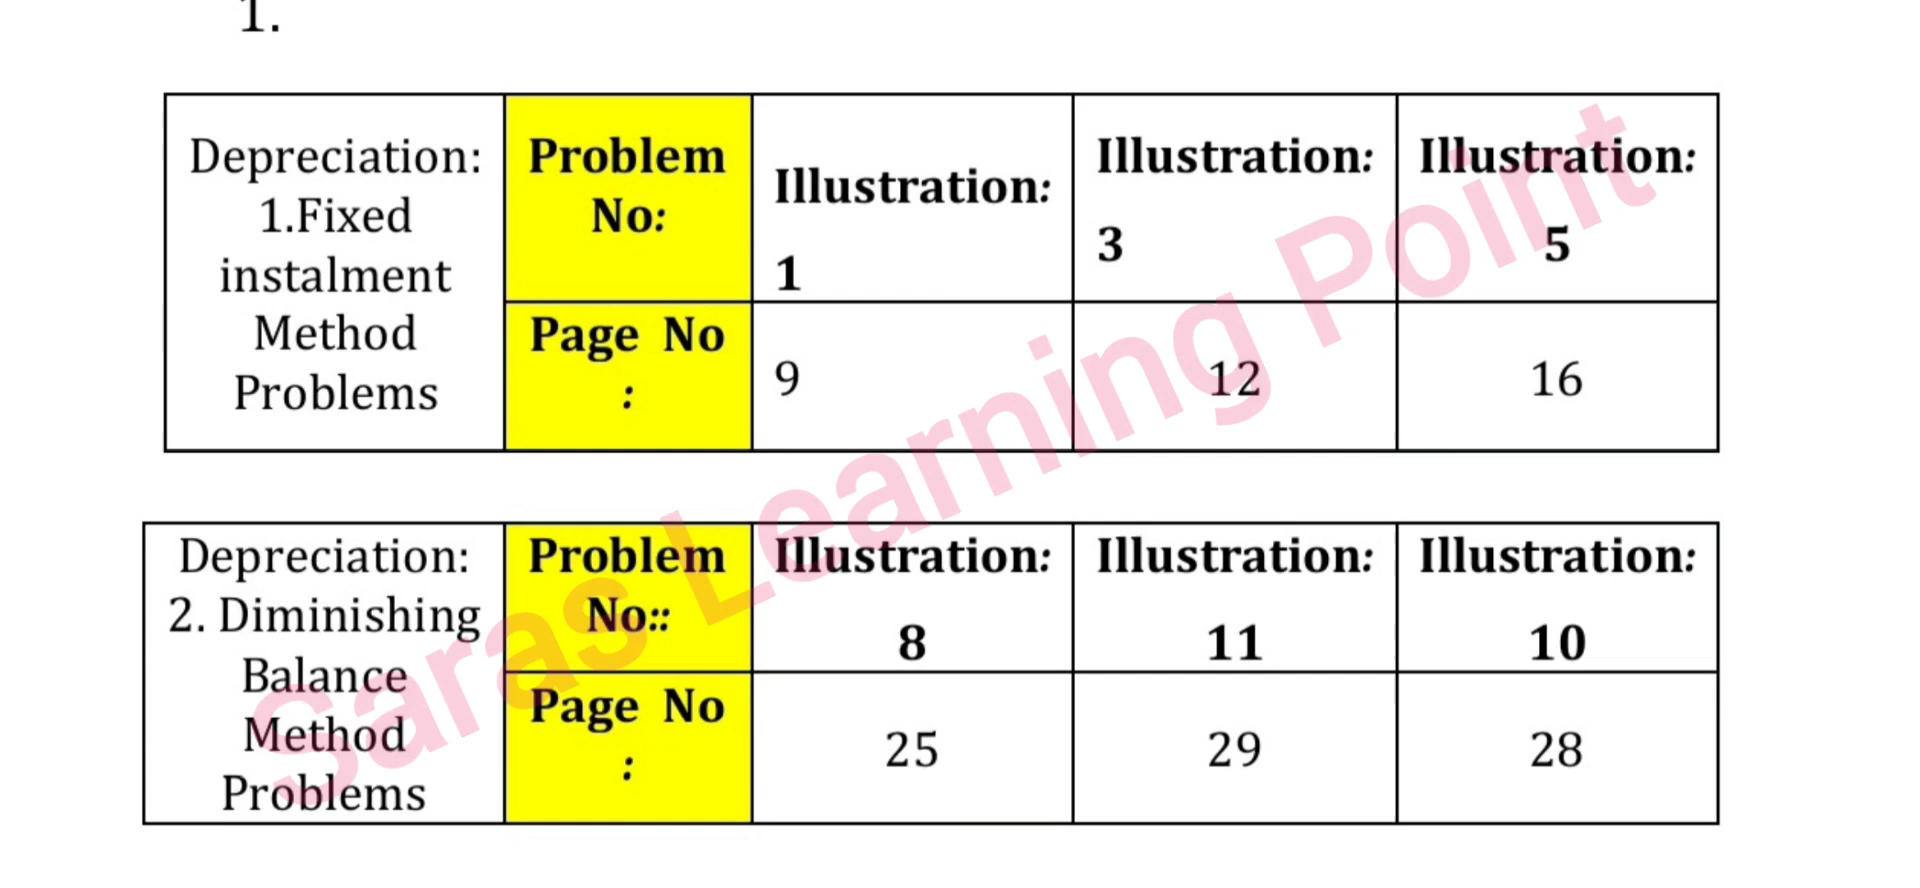 1.
Depreciation:
1.Fixed
instalment
Method
Problems
Problem
No:
Illustration:
1
Illustration:
3
Illustration:
5
Page No
:
9
12
16
Depreciation:
2. Diminishing
Balance
Method
Problems
Problem
No::
Illustration:
8
Illustration:
11
Illustration:
10
Page No
:
25
29
28
Saras Learning Point